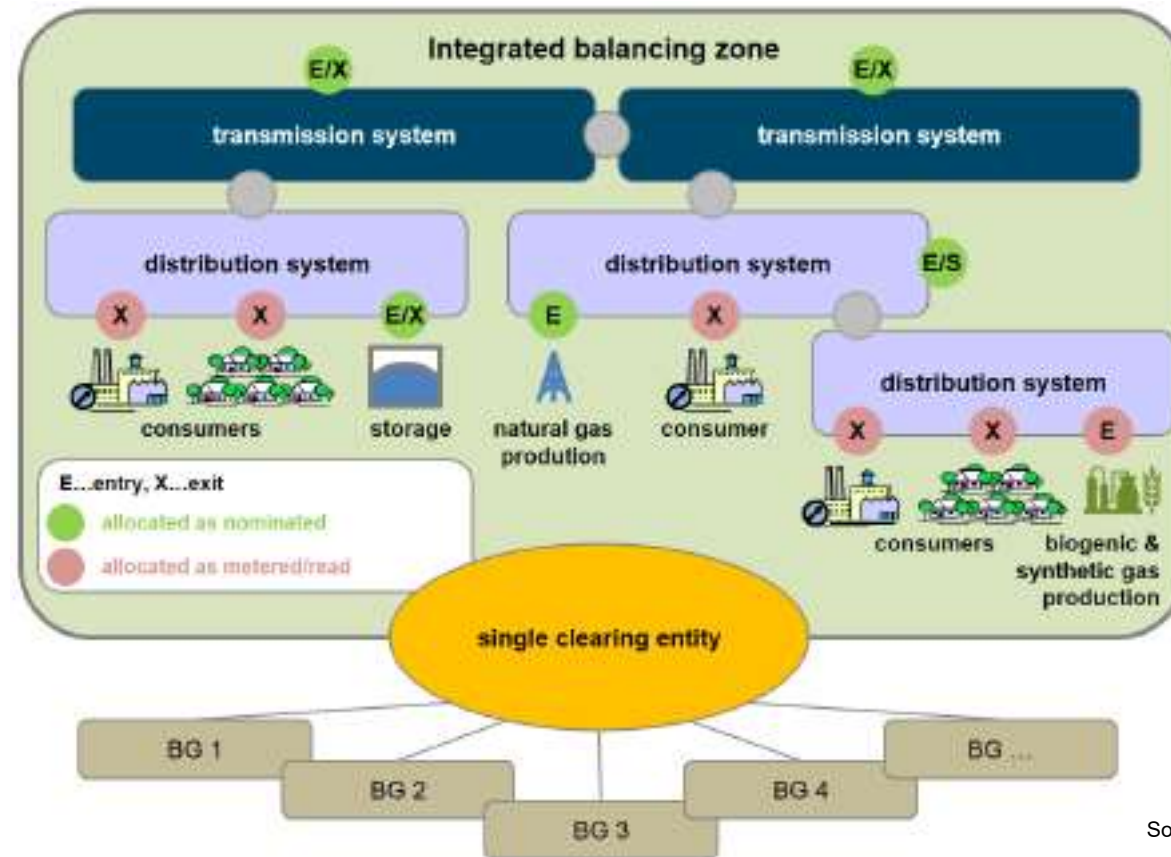 Integrated balancing zone
E/X
E/X
transmission system
transmission system
distribution system
distribution system
E/S
X
X
E/X
E
X
distribution system
consumers
storage
natural gas
prodution
consumer
X
X
E
E...entry, X...exit
allocated as nominated
allocated as metered/read
consumers
biogenic &
synthetic gas
production
single clearing entity
BG 1
BG 2
BG 3
BG 4
BG ...
So